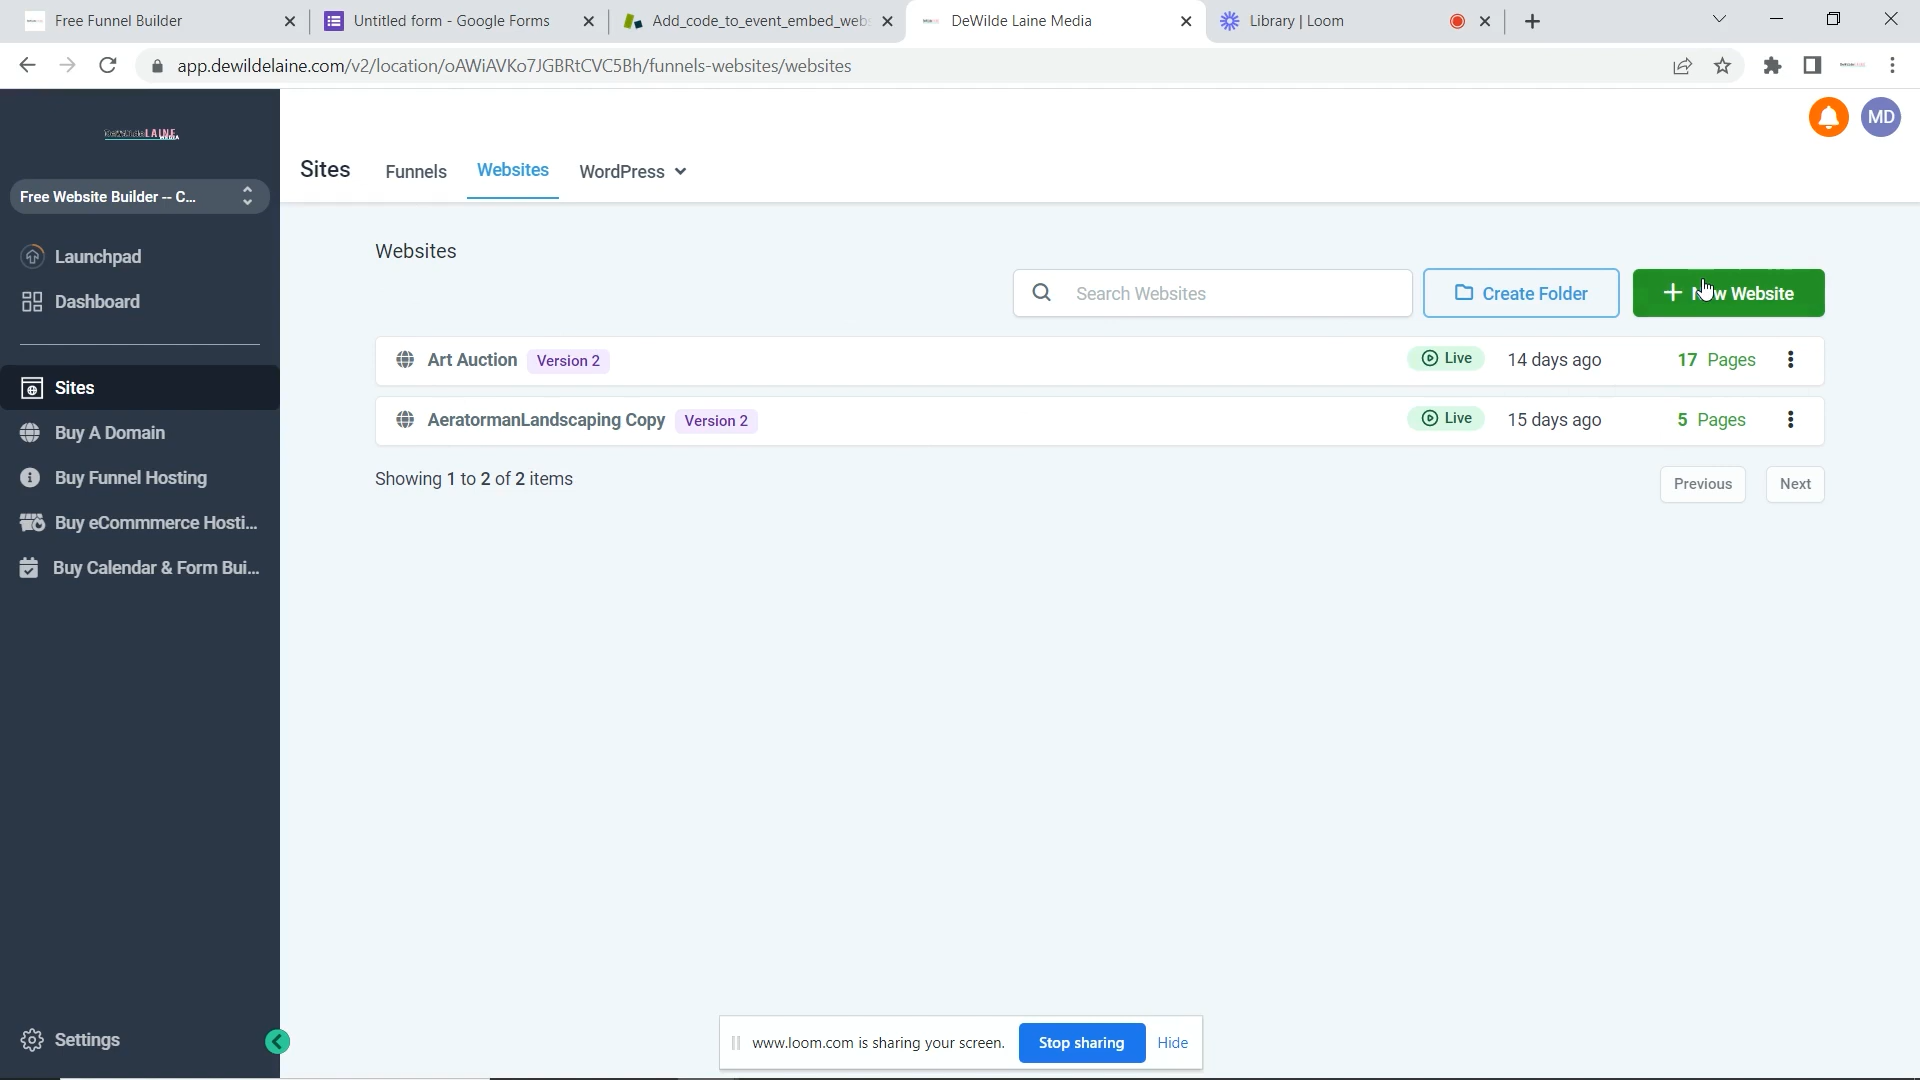 Free Funnel Builder
Untitled form - Google Forms
Add_code_to_event_embed_web
DeWilde Laine Media
Library | Loom
app.dewildelaine.com/v2/location/oAWiAVKo7JGBRtCVC5Bh/funnels-websites/websites
MD
LAINE
MEDIA
Sites
Funnels
Websites
WordPress
Free Website Builder -- C...
Launchpad
Dashboard
Sites
Buy A Domain
Buy Funnel Hosting
Buy eCommmerce Hosti...
Buy Calendar & Form Bui...
Settings
Websites
Search Websites
Create Folder
+ New Website
Art Auction
Version 2
Live
14 days ago
17 Pages
AeratormanLandscaping Copy
Version 2
Live
15 days ago
5 Pages
Showing 1 to 2 of 2 items
Previous
Next
www.loom.com is sharing your screen.
Stop sharing
Hide